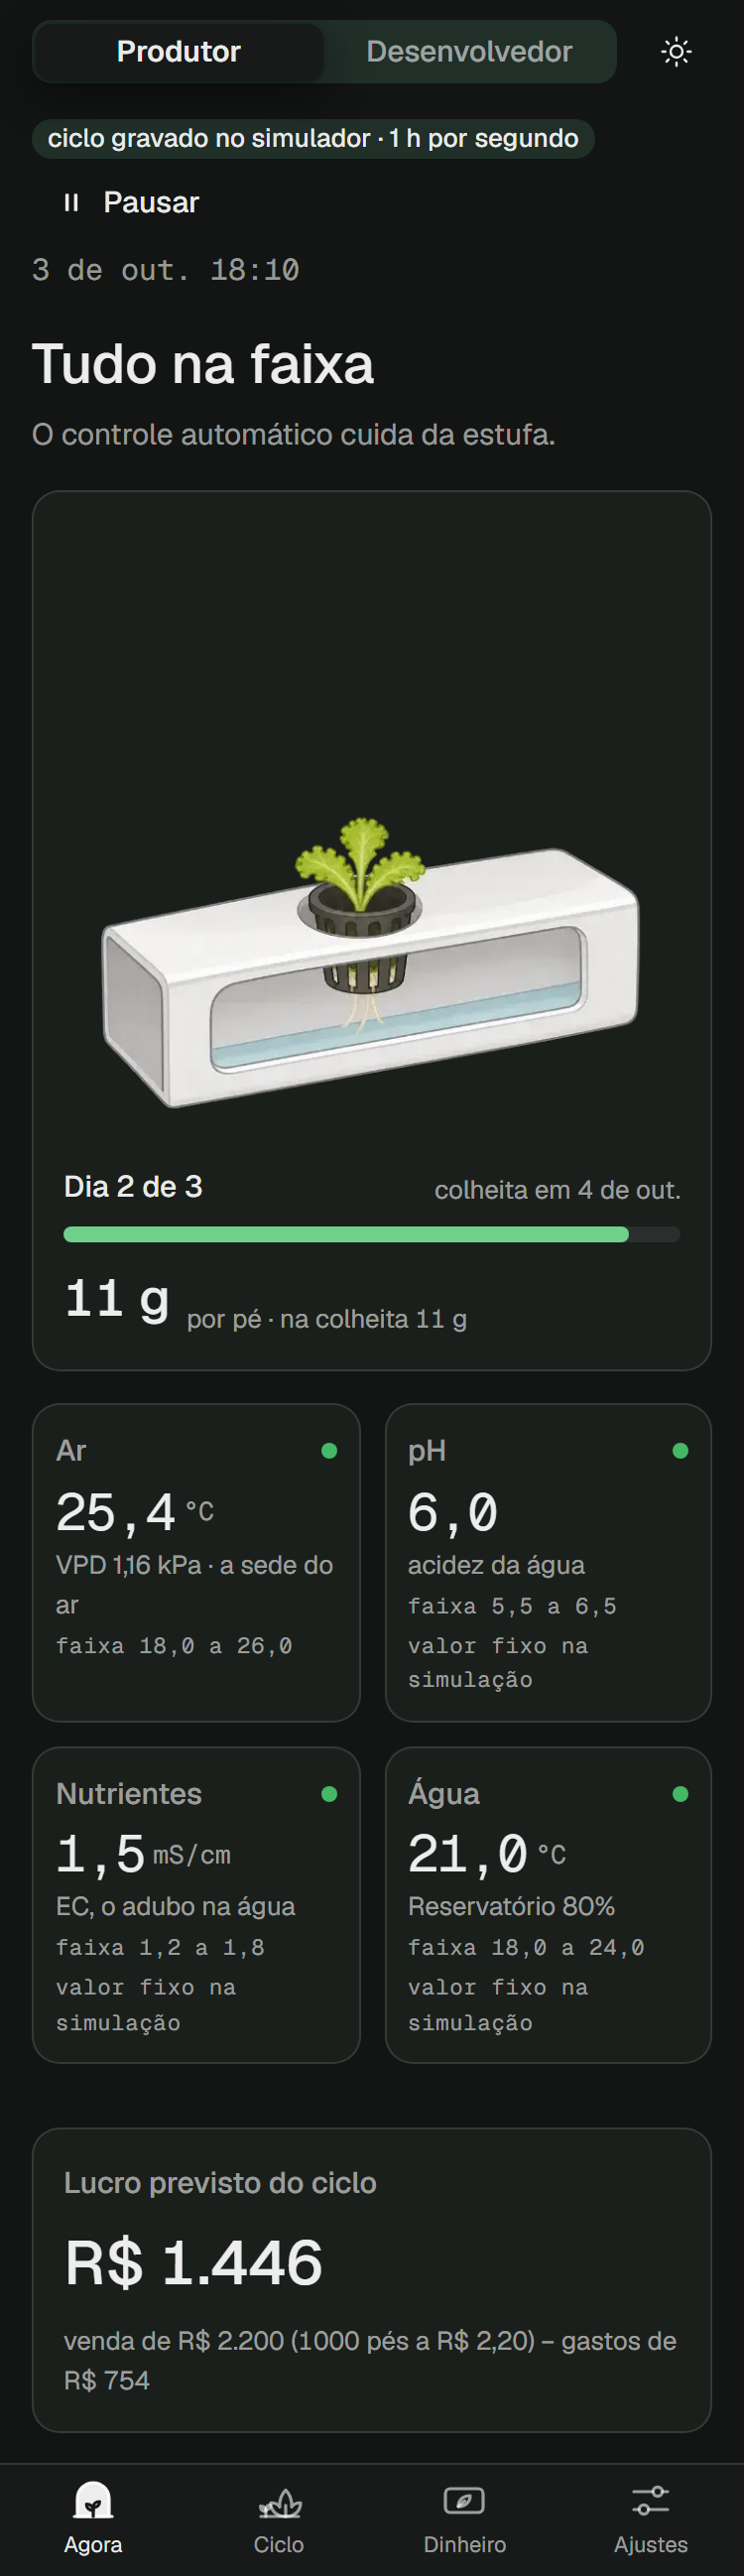 Produtor
Desenvolvedor
ciclo gravado no simulador · 1 h por segundo
Pausar
3 de out. 18:10
Tudo na faixa
O controle automático cuida da estufa.
Dia 2 de 3
colheita em 4 de out.
11 g por pé · na colheita 11 g
Ar
25,4 °C
VPD 1,16 kPa · a sede do
ar
faixa 18,0 a 26,0
pH
6,0
acidez da água
faixa 5,5 a 6,5
valor fixo na
simulação
Nutrientes
1,5 mS/cm
EC, o adubo na água
faixa 1,2 a 1,8
valor fixo na
simulação
Água
21,0 °C
Reservatório 80%
faixa 18,0 a 24,0
valor fixo na
simulação
Lucro previsto do ciclo
R$ 1.446
venda de R$ 2.200 (1000 pés a R$ 2,20) – gastos de
R$ 754
Agora
Ciclo
Dinheiro
Ajustes